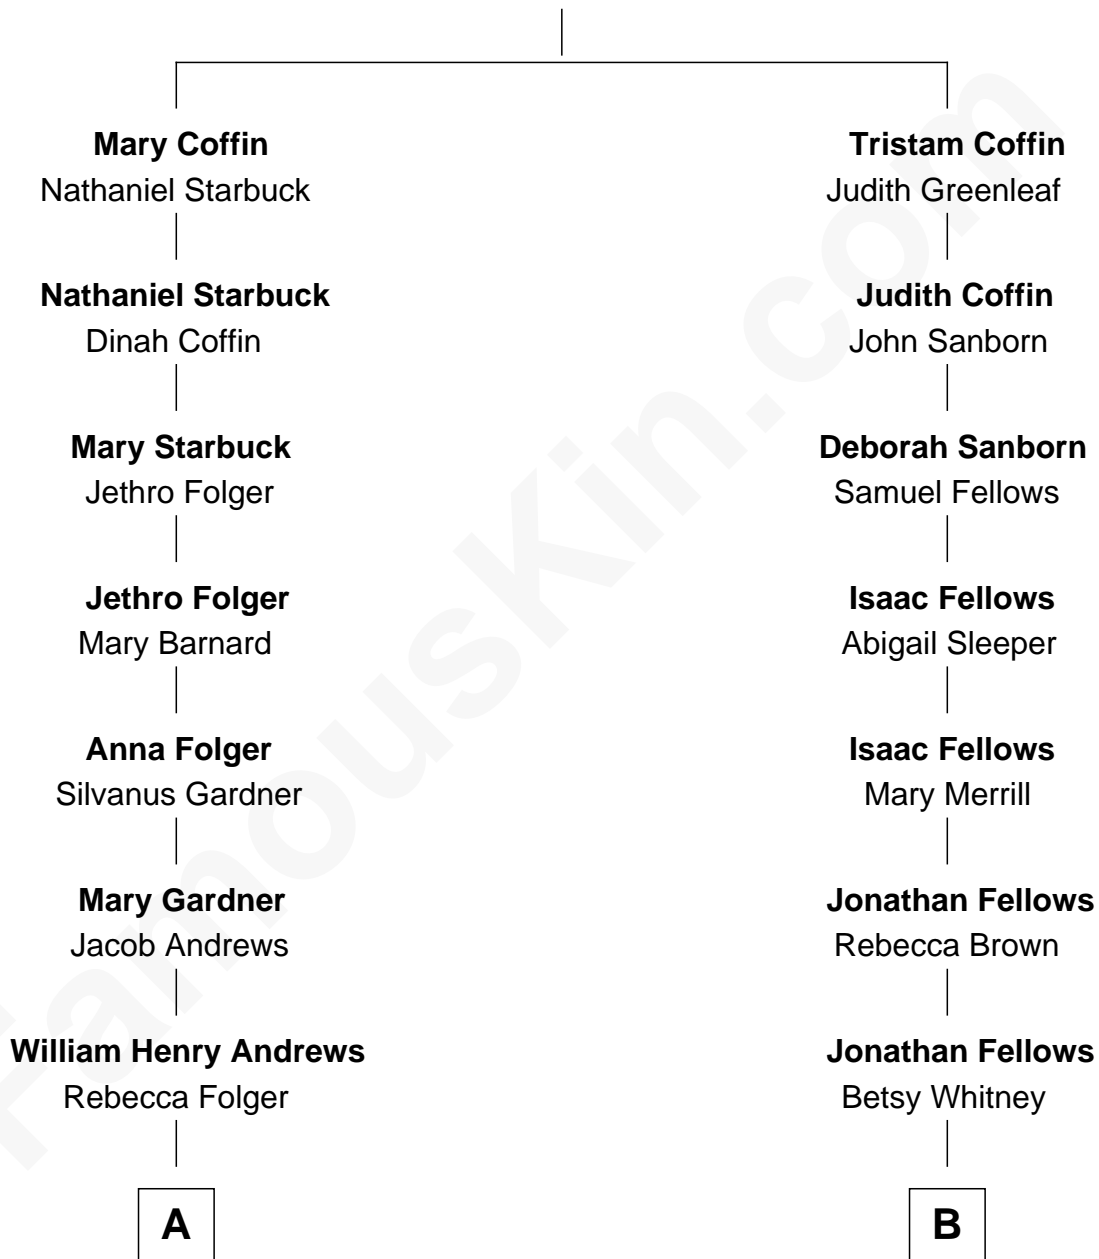 Mary Coffin
Nathaniel Starbuck
Nathaniel Starbuck
Dinah Coffin
Mary Starbuck
Jethro Folger
Jethro Folger
Mary Barnard
Anna Folger
Silvanus Gardner
Mary Gardner
Jacob Andrews
William Henry Andrews
Rebecca Folger
A
Tristam Coffin
Judith Greenleaf
Judith Coffin
John Sanborn
Deborah Sanborn
Samuel Fellows
Isaac Fellows
Abigail Sleeper
Isaac Fellows
Mary Merrill
Jonathan Fellows
Rebecca Brown
Jonathan Fellows
Betsy Whitney
B
FamousKin.com